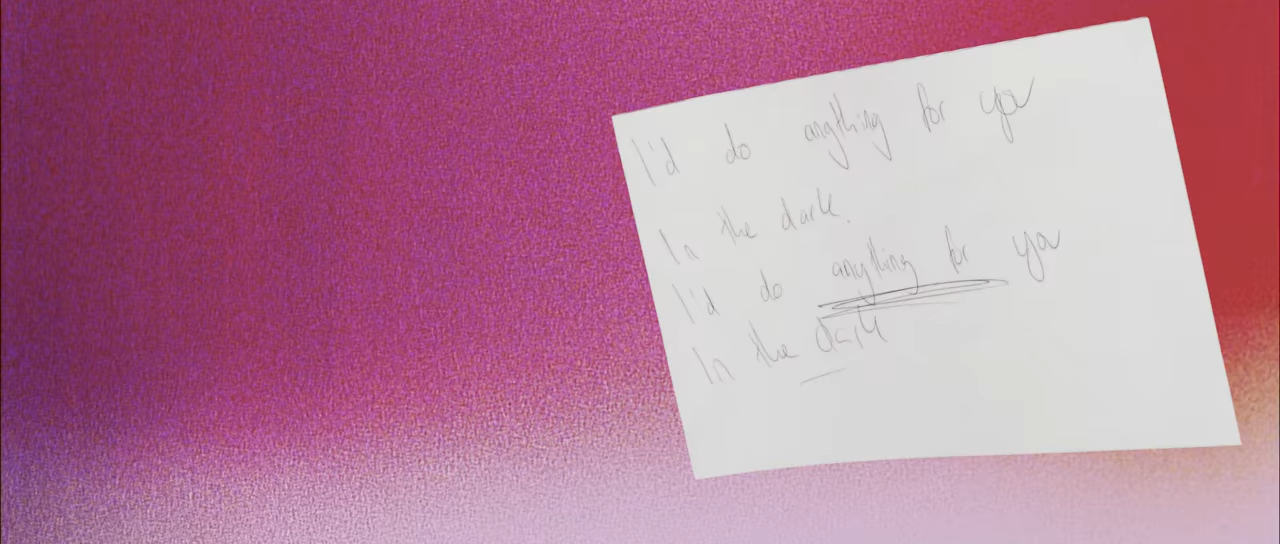 I'd do anything for you
In the dark.
I'd do anything for you
In the dark